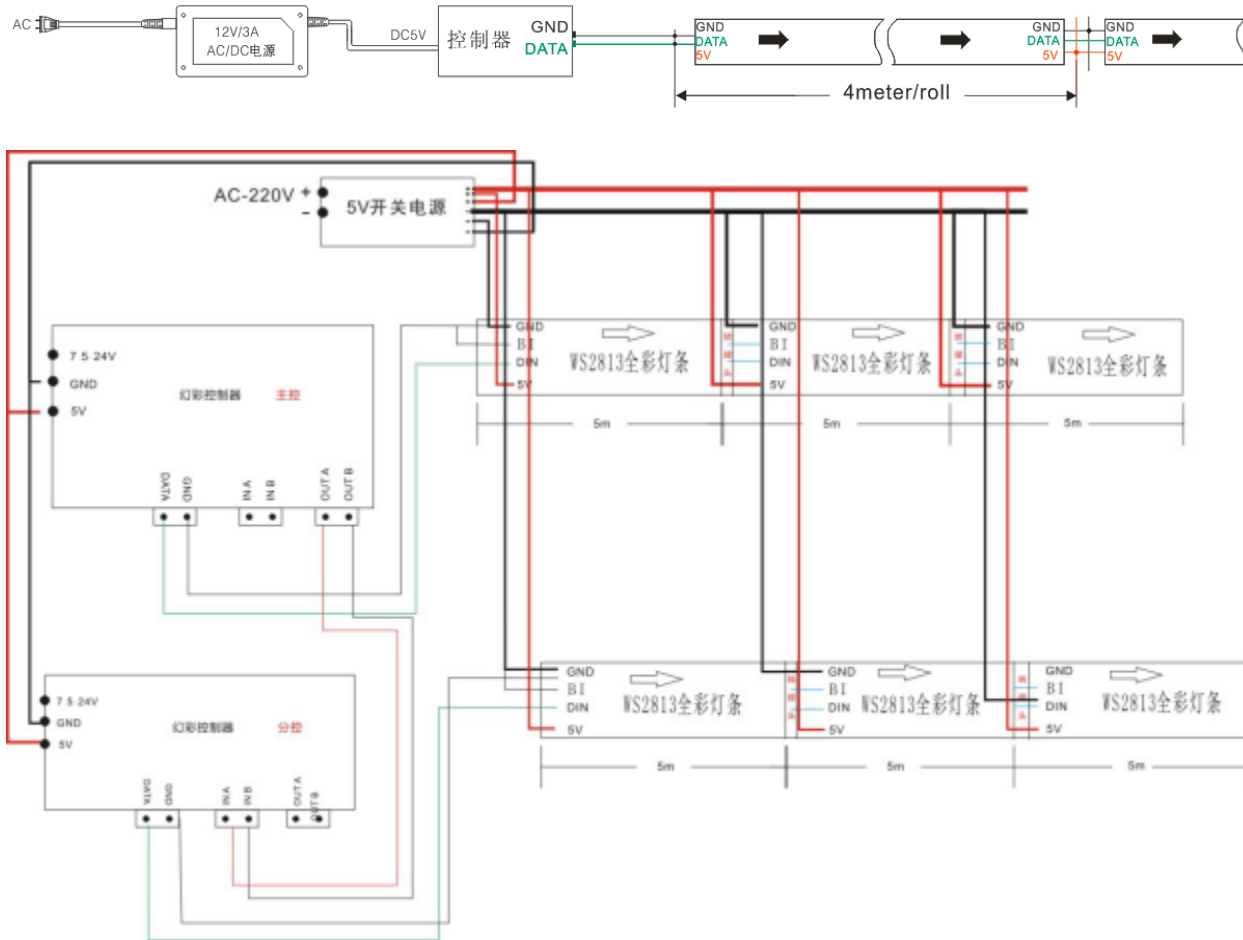 AC
12V/3A
AC/DC电源
DC5V
控制器
GND
DATA
GND
DATA
5V
GND
DATA
5V
GND
DATA
5V
4meter/roll
AC-220V + -
5V开关电源
7 5 24V
GND
5V
幻彩控制器 主控
DATA
GND
IN A
IN B
OUT A
OUT B
GND
BI
DIN
5V
WS2813全彩灯条
GND
BI
DIN
5V
WS2813全彩灯条
GND
BI
DIN
5V
WS2813全彩灯条
5m
5m
5m
7 5 24V
GND
5V
幻彩控制器 分控
DATA
GND
IN A
IN B
OUT A
OUT B
GND
BI
DIN
5V
WS2813全彩灯条
GND
BI
DIN
5V
WS2813全彩灯条
GND
BI
DIN
5V
WS2813全彩灯条
5m
5m
5m